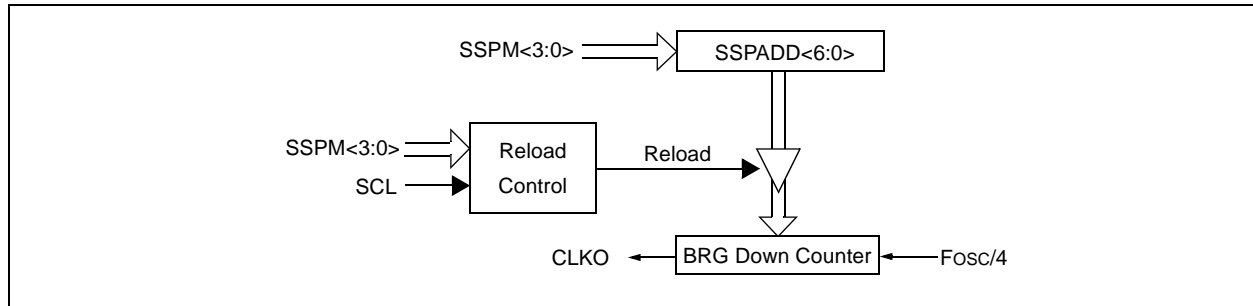 SSPM<3:0>
SSPADD<6:0>
SSPM<3:0>
SCL
Reload
Control
Reload
CLKO
BRG Down Counter
FOSC/4